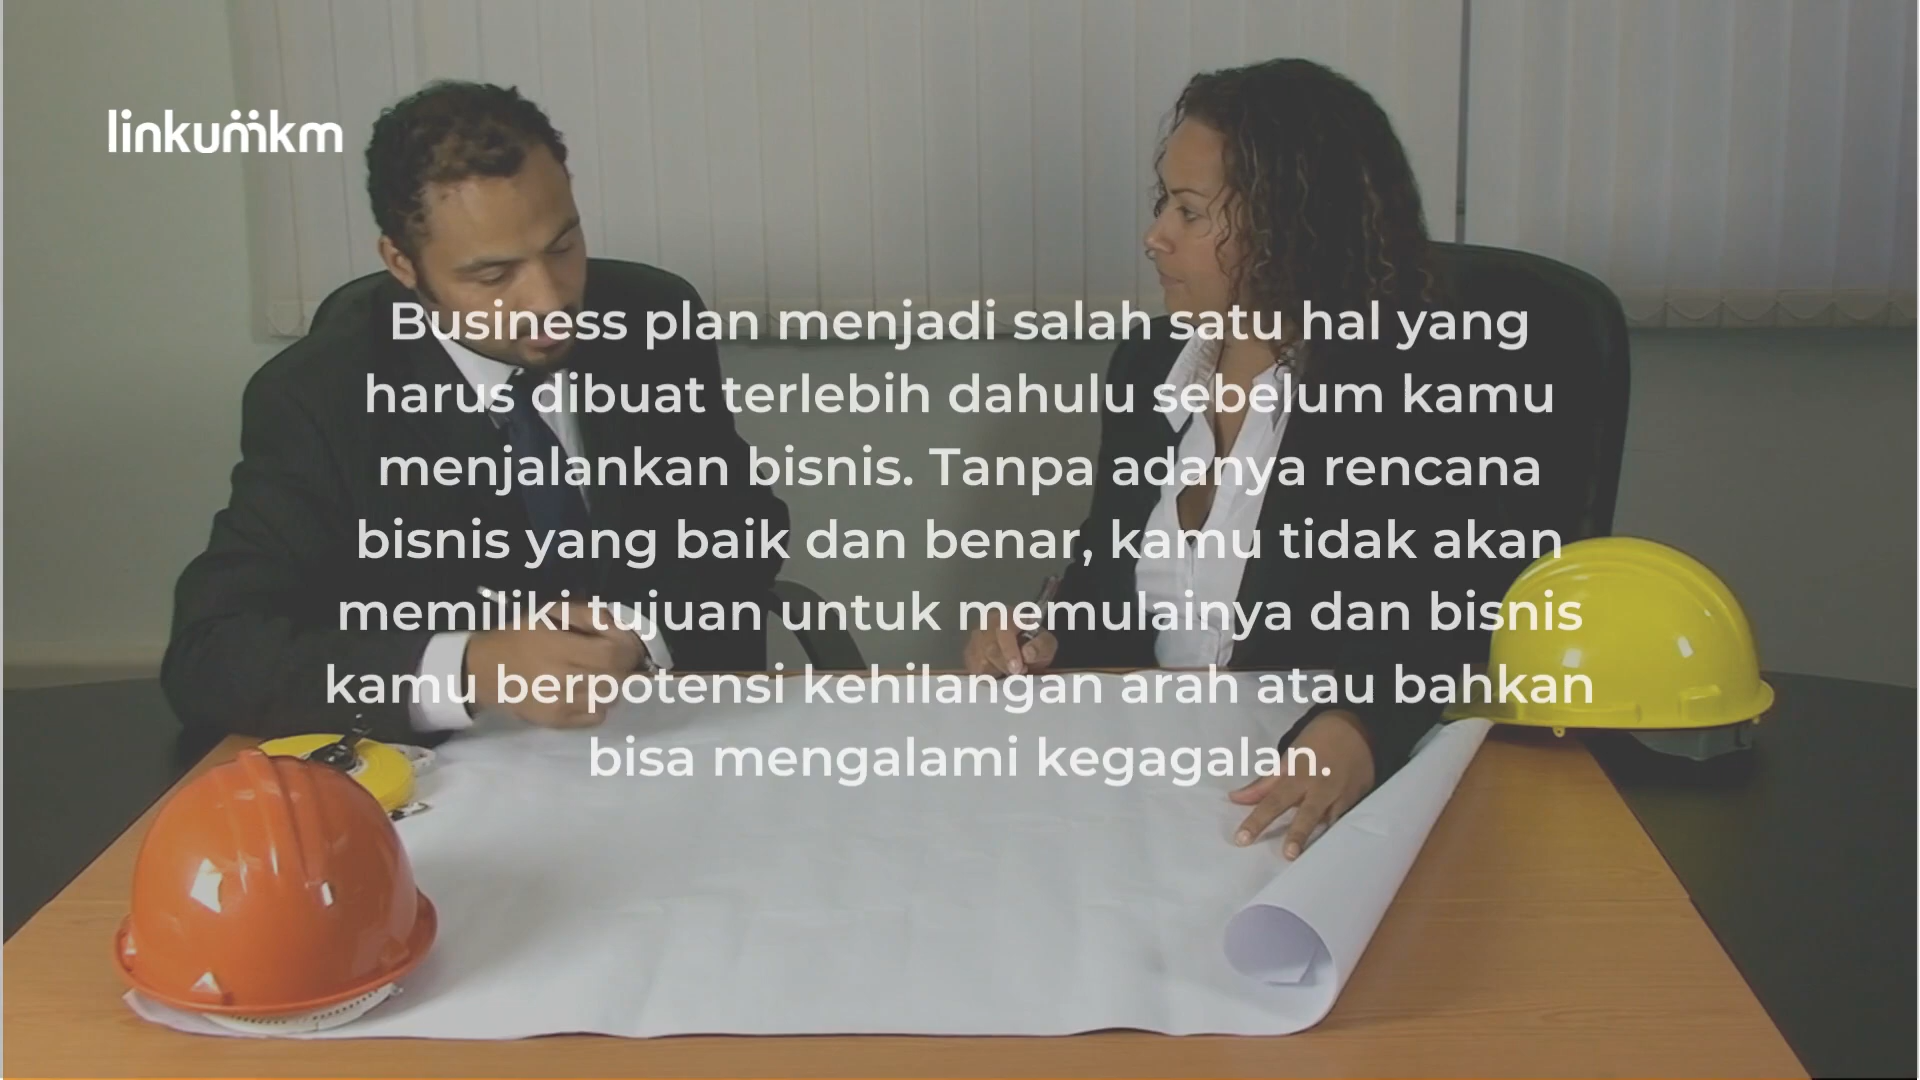 linkumkm
Business plan menjadi salah satu hal yang
harus dibuat terlebih dahulu sebelum kamu
menjalankan bisnis. Tanpa adanya rencana
bisnis yang baik dan benar, kamu tidak akan
memiliki tujuan untuk memulainya dan bisnis
kamu berpotensi kehilangan arah atau bahkan
bisa mengalami kegagalan.